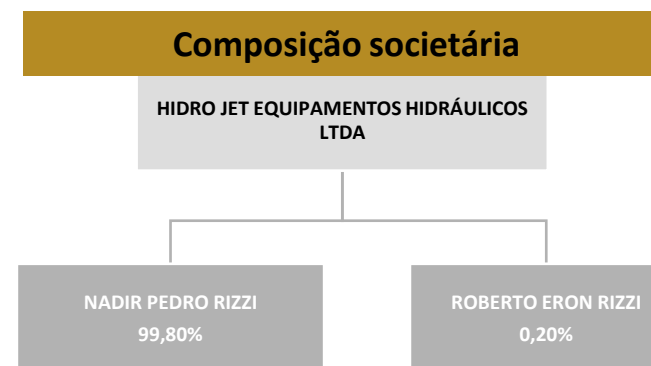 Composição societária
HIDRO JET EQUIPAMENTOS HIDRÁULICOS
LTDA
NADIR PEDRO RIZZI
99,80%
ROBERTO ERON RIZZI
0,20%